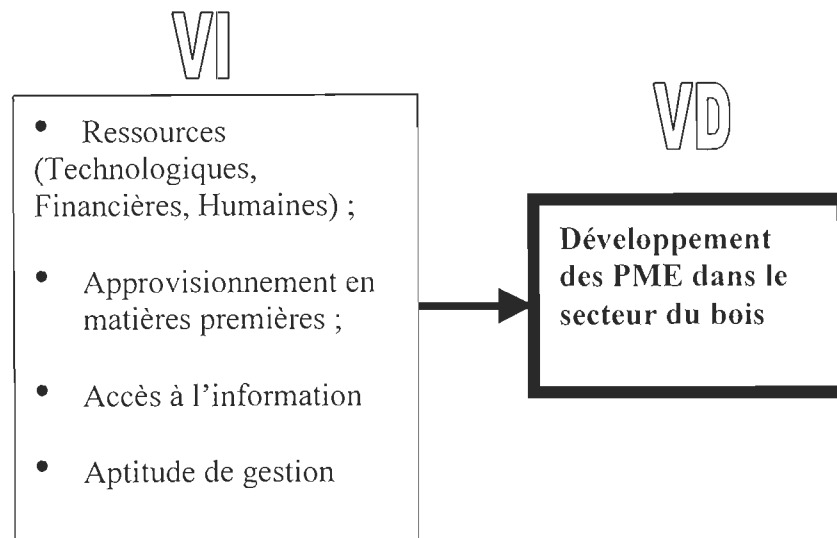 VI
• Ressources
(Technologiques,
Financières, Humaines) ;
• Approvisionnement en
matières premières ;
• Accès à l'information
• Aptitude de gestion
VD
Développement
des PME dans le
secteur du bois